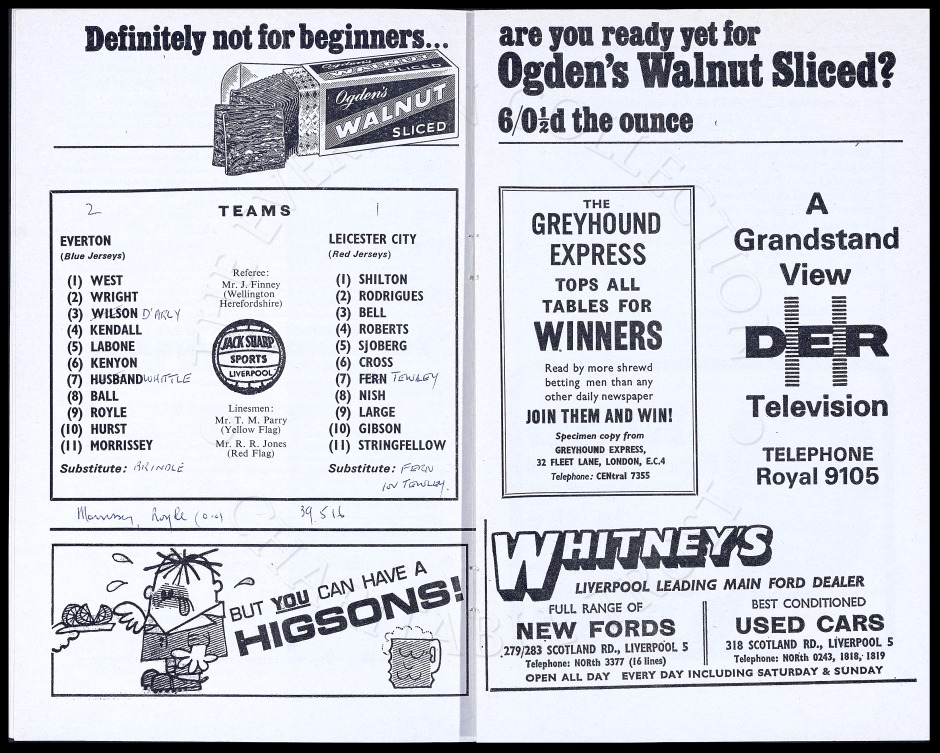 Definitely not for beginners...
Ogden's
WALNUT
SLICED
2 TEAMS 1
EVERTON
(Blue Jerseys)
(1) WEST
(2) WRIGHT
(3) WILSON D'ARCY
(4) KENDALL
(5) LABONE
(6) KENYON
(7) HUSBAND WHITTLE
(8) BALL
(9) ROYLE
(10) HURST
(11) MORRISSEY
Substitute: BRINDLE
Referee:
Mr. J. Finney
(Wellington
Herefordshire)
JACK SHARP
SPORTS
LIVERPOOL
Linesmen:
Mr. T. M. Parry
(Yellow Flag)
Mr. R. R. Jones
(Red Flag)
LEICESTER CITY
(Red Jerseys)
(1) SHILTON
(2) RODRIGUES
(3) BELL
(4) ROBERTS
(5) SJOBERG
(6) CROSS
(7) FERN TEWLEY
(8) NISH
(9) LARGE
(10) GIBSON
(11) STRINGFELLOW
Substitute: FERN
TEWLEY.
Royle (0-0) 39,516
BUT YOU CAN HAVE A
HIGSONS!
are you ready yet for
Ogden's Walnut Sliced?
6/0½d the ounce
THE
GREYHOUND
EXPRESS
TOPS ALL
TABLES FOR
WINNERS
Read by more shrewd
betting men than any
other daily newspaper
JOIN THEM AND WIN!
Specimen copy from
GREYHOUND EXPRESS,
32 FLEET LANE, LONDON, E.C.4
Telephone: CENtral 7355
A
Grandstand
View
DER
Television
TELEPHONE
Royal 9105
WHITNEY'S
LIVERPOOL LEADING MAIN FORD DEALER
FULL RANGE OF
NEW FORDS
279/283 SCOTLAND RD., LIVERPOOL 5
Telephone: NORth 3377 (16 lines)
BEST CONDITIONED
USED CARS
318 SCOTLAND RD., LIVERPOOL 5
Telephone: NORth 0243, 1818, 1819
OPEN ALL DAY EVERY DAY INCLUDING SATURDAY & SUNDAY